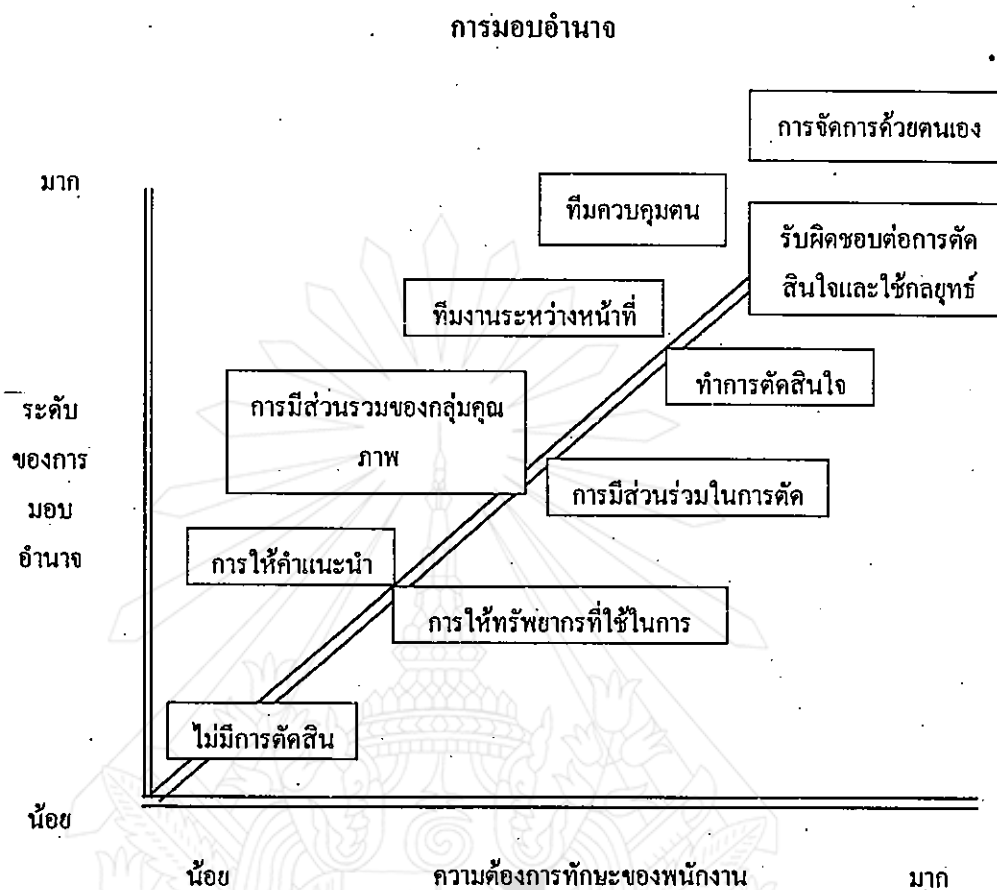 การมอบอำนาจ
การจัดการด้วยตนเอง
มาก
ทีมควบคุมตน
รับผิดชอบต่อการตัด
สินใจและใช้กลยุทธ์
ทีมงานระหว่างหน้าที่
ทำการตัดสินใจ
ระดับ
ของการ
มอบ
อำนาจ
การมีส่วนรวมของกลุ่มคุณ
ภาพ
การมีส่วนร่วมในการตัด
การให้คำแนะนำ
การให้ทรัพยากรที่ใช้ในการ
ไม่มีการตัดสิน
น้อย
น้อย
ความต้องการทักษะของพนักงาน
มาก